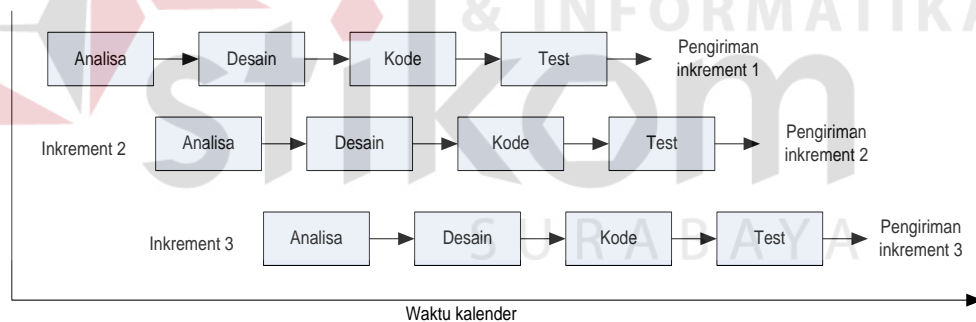 & INFORMATIKA
Analisa
Desain
Kode
Test
Pengiriman
inkrement 1
stikom
Inkrement 2
Analisa
Desain
Kode
Test
Pengiriman
inkrement 2
Inkrement 3
Analisa
Desain
Kode
Test
Pengiriman
inkrement 3
SURABAYA
Waktu kalender